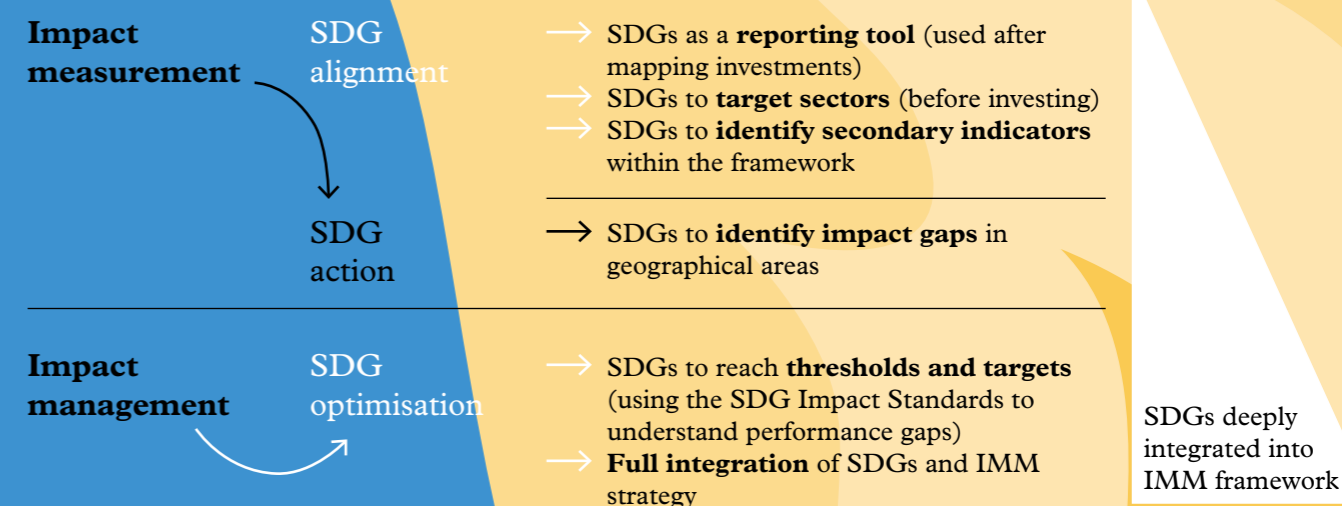 Impact
measurement
SDG
alignment
SDGs as a reporting tool (used after
mapping investments)
SDGs to target sectors (before investing)
SDGs to identify secondary indicators
within the framework
SDG
action
SDGs to identify impact gaps in
geographical areas
Impact
management
SDG
optimisation
SDGs to reach thresholds and targets
(using the SDG Impact Standards to
understand performance gaps)
Full integration of SDGs and IMM
strategy
SDGs deeply
integrated into
IMM framework